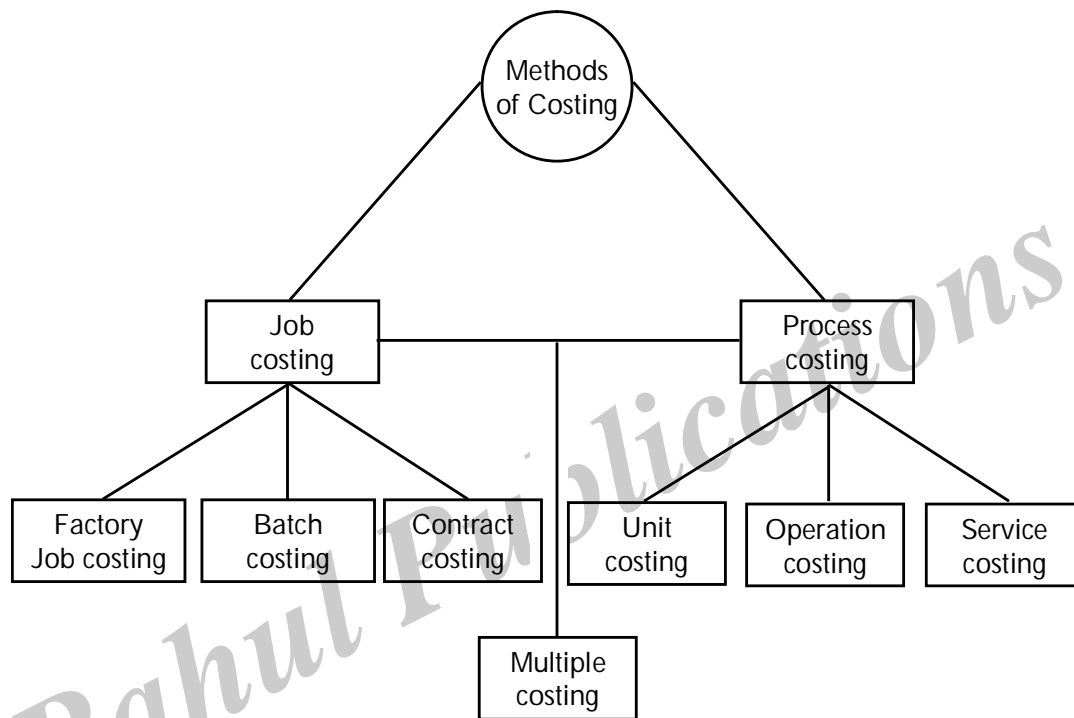 Methods
of Costing
Job
costing
Process
costing
Factory
Job costing
Batch
costing
Contract
costing
Unit
costing
Operation
costing
Service
costing
Multiple
costing
Rahul Publications